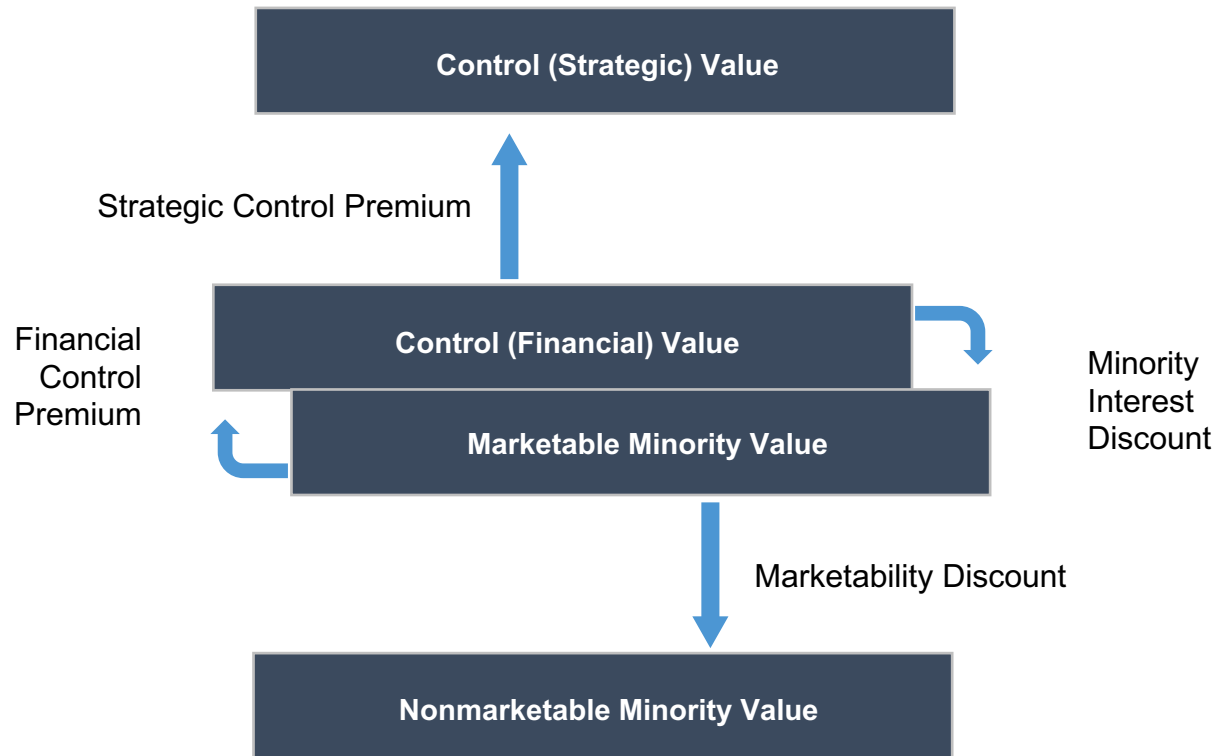 Control (Strategic) Value
Strategic Control Premium
Control (Financial) Value
Financial
Control
Premium
Minority
Interest
Discount
Marketable Minority Value
Marketability Discount
Nonmarketable Minority Value